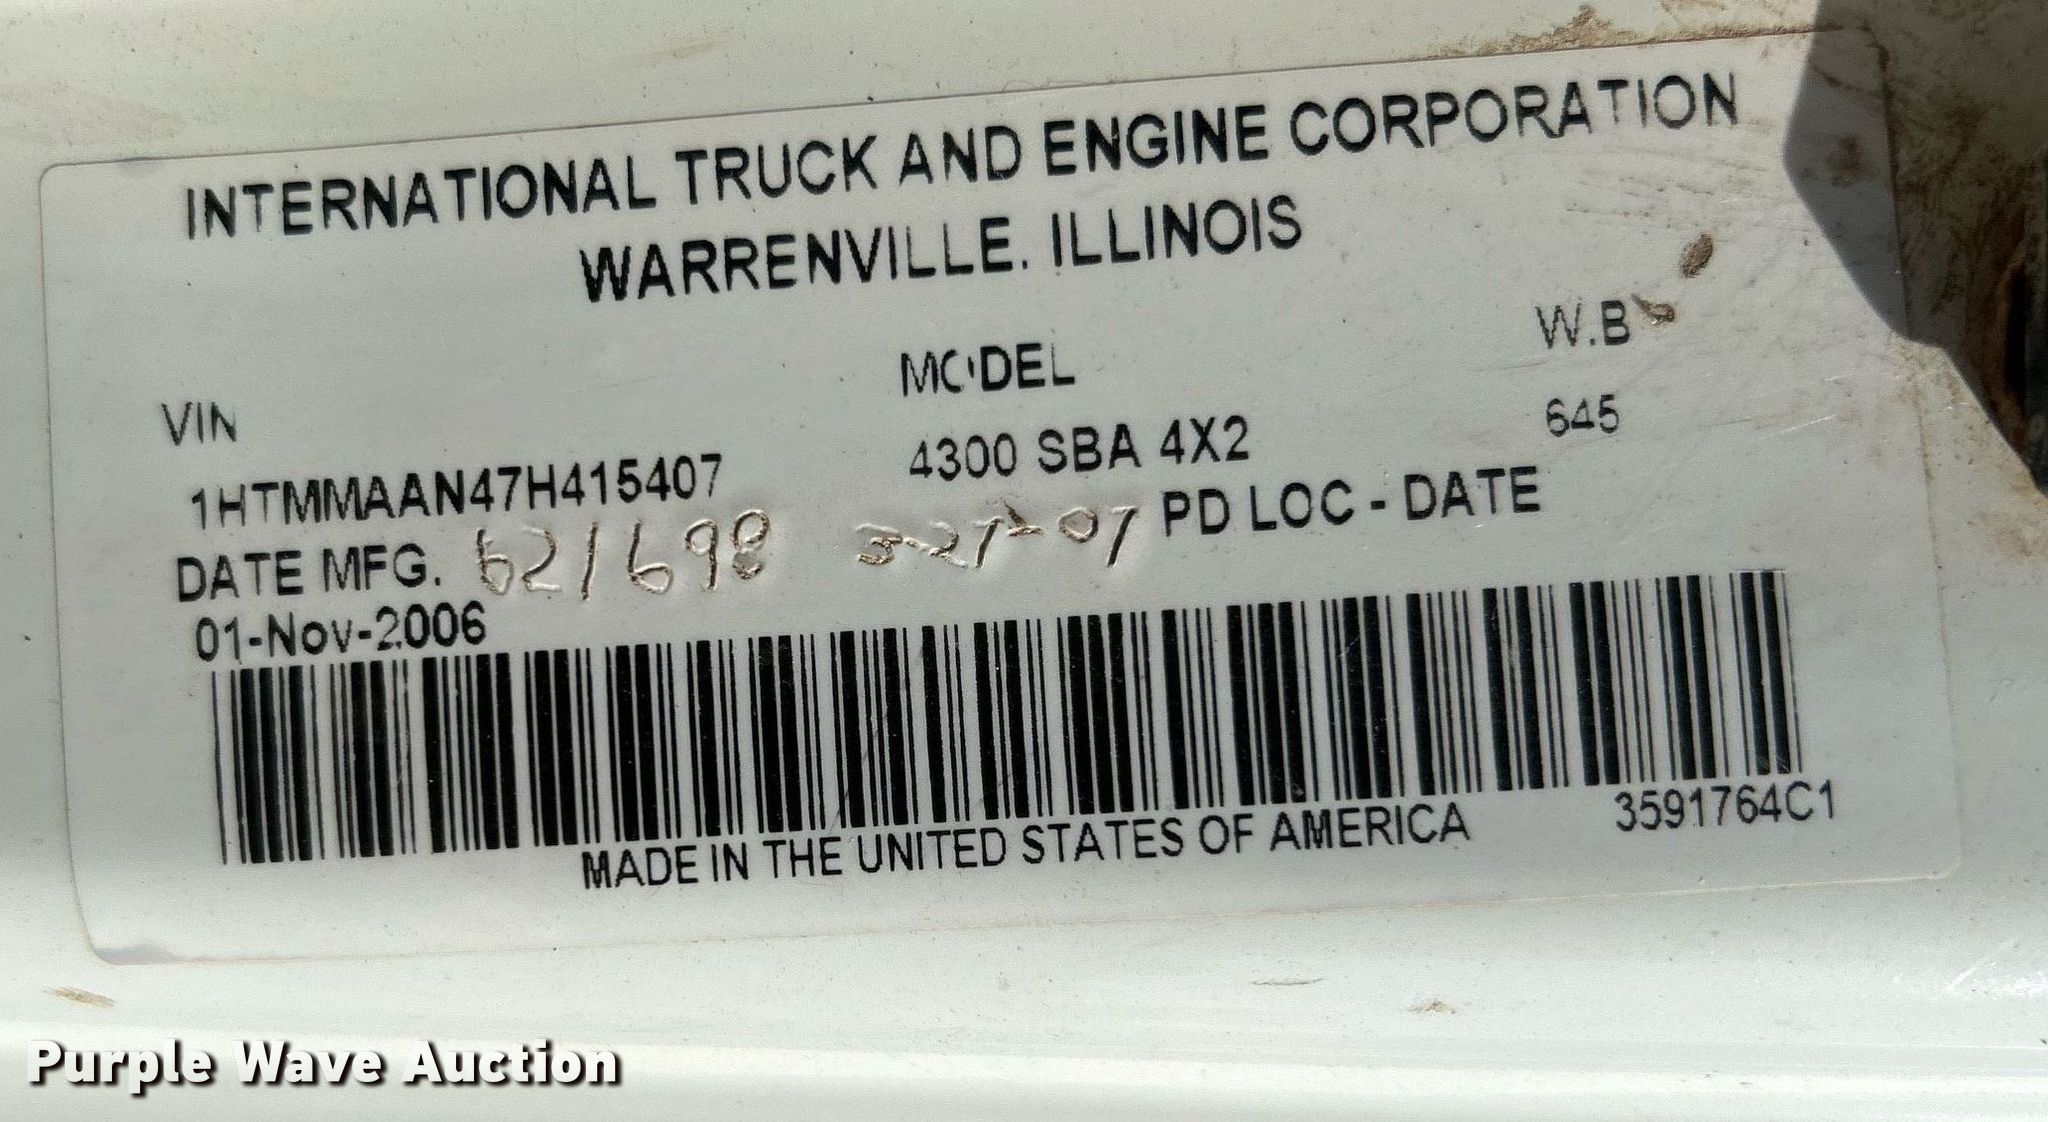 INTERNATIONAL TRUCK AND ENGINE CORPORATION
WARRENVILLE, ILLINOIS
VIN MODEL W.B
1HTMMAAN47H415407 4300 SBA 4X2 645
DATE MFG. 621698 3-27-07 PD LOC - DATE
01-Nov-2006
MADE IN THE UNITED STATES OF AMERICA 3591764C1
Purple Wave Auction